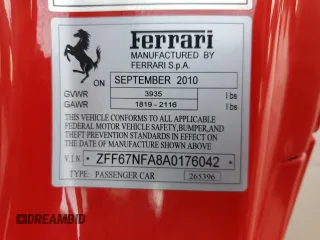 Ferrari
MANUFACTURED BY
FERRARI S.p.A.
ON SEPTEMBER 2010
GVWR 3935 lbs
GAWR 1819 - 2116 lbs
THIS VEHICLE CONFORMS TO ALL APPLICABLE
FEDERAL MOTOR VEHICLE SAFETY,BUMPER,AND
THEFT PREVENTION STANDARDS IN EFFECT ON
THE DATE OF MANUFACTURE SHOWN ABOVE
V.I.N. * ZFF67NFA8A0176042 *
TYPE: PASSENGER CAR 265396
DREAMBID